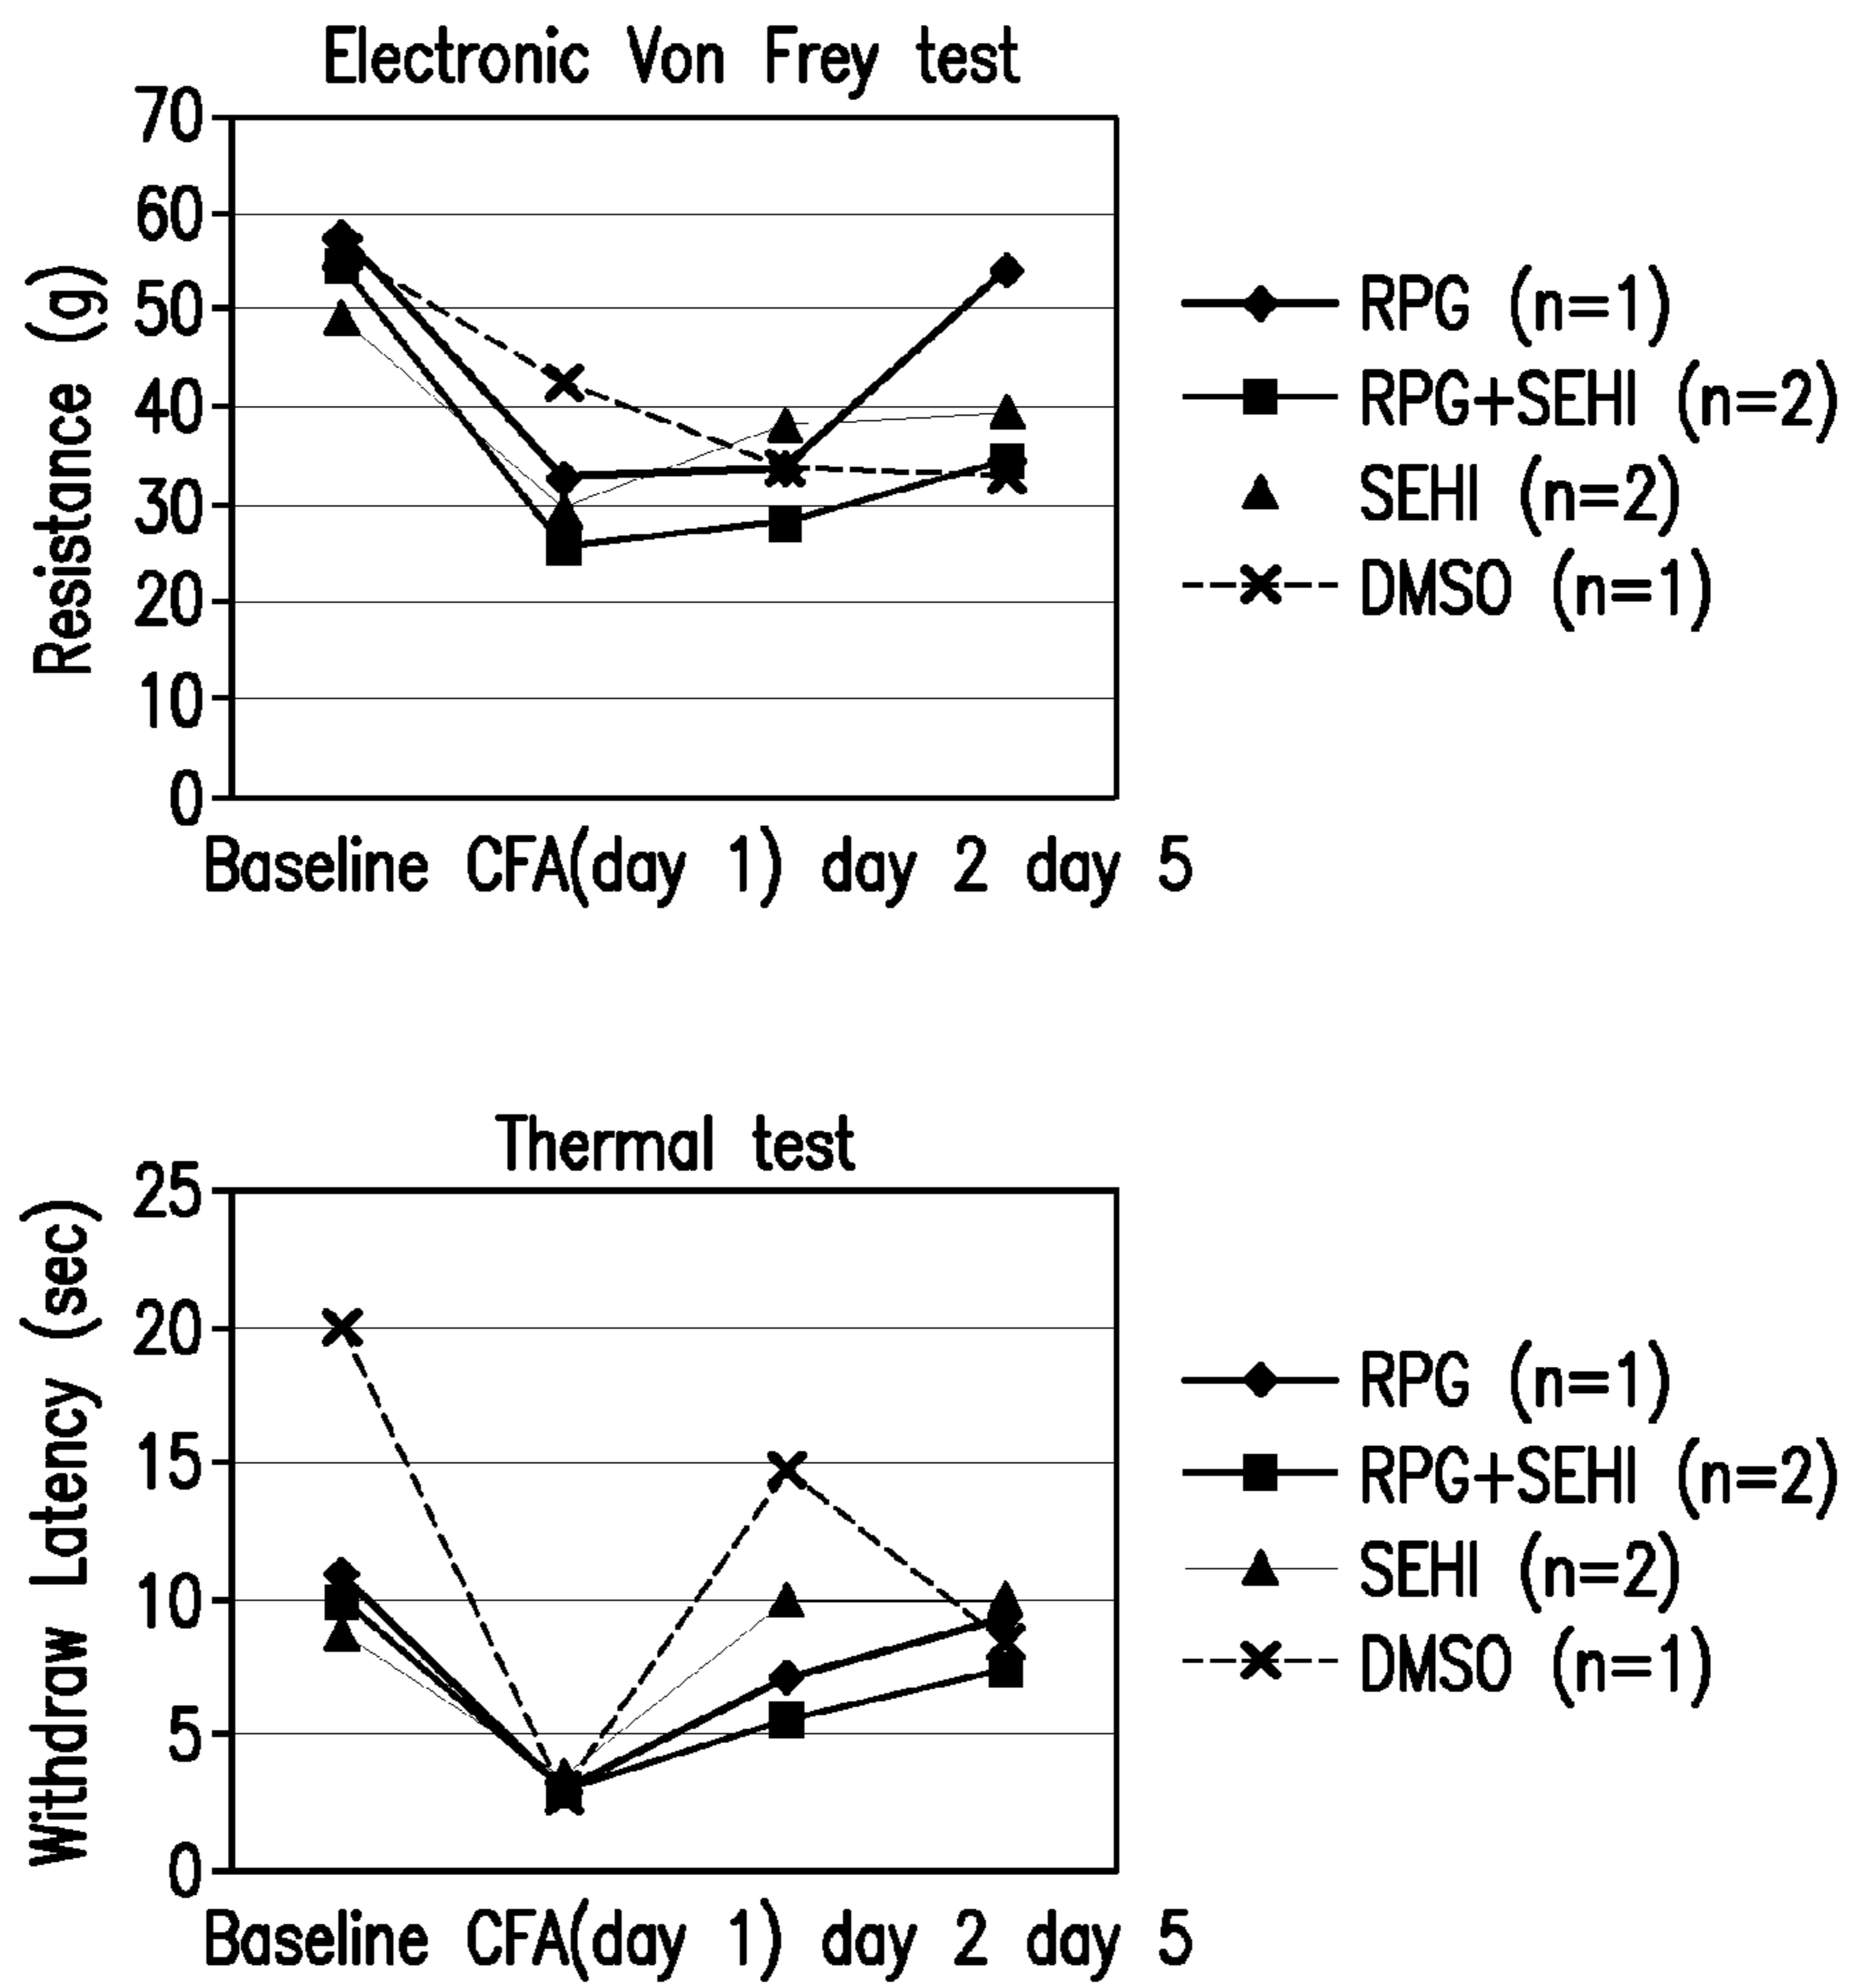 Electronic Von Frey test
70
60
50
40
30
20
10
0
Resistance (g)
Baseline CFA(day 1) day 2 day 5
RPG (n=1)
RPG+SEHI (n=2)
SEHI (n=2)
DMSO (n=1)
Thermal test
25
20
15
10
5
0
Withdraw Latency (sec)
Baseline CFA(day 1) day 2 day 5
RPG (n=1)
RPG+SEHI (n=2)
SEHI (n=2)
DMSO (n=1)